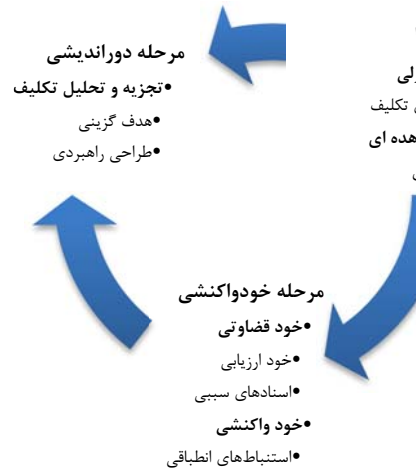 مرحله دوراندیشی
•تجزیه و تحلیل تکلیف
•هدف گزینی
•طراحی راهبردی
تکلیف
مرحله خودواکنشی
•خود قضاوتی
•خود ارزیابی
•اسنادهای سببی
•خود واکنشی
•استنباط‌های انطباقی